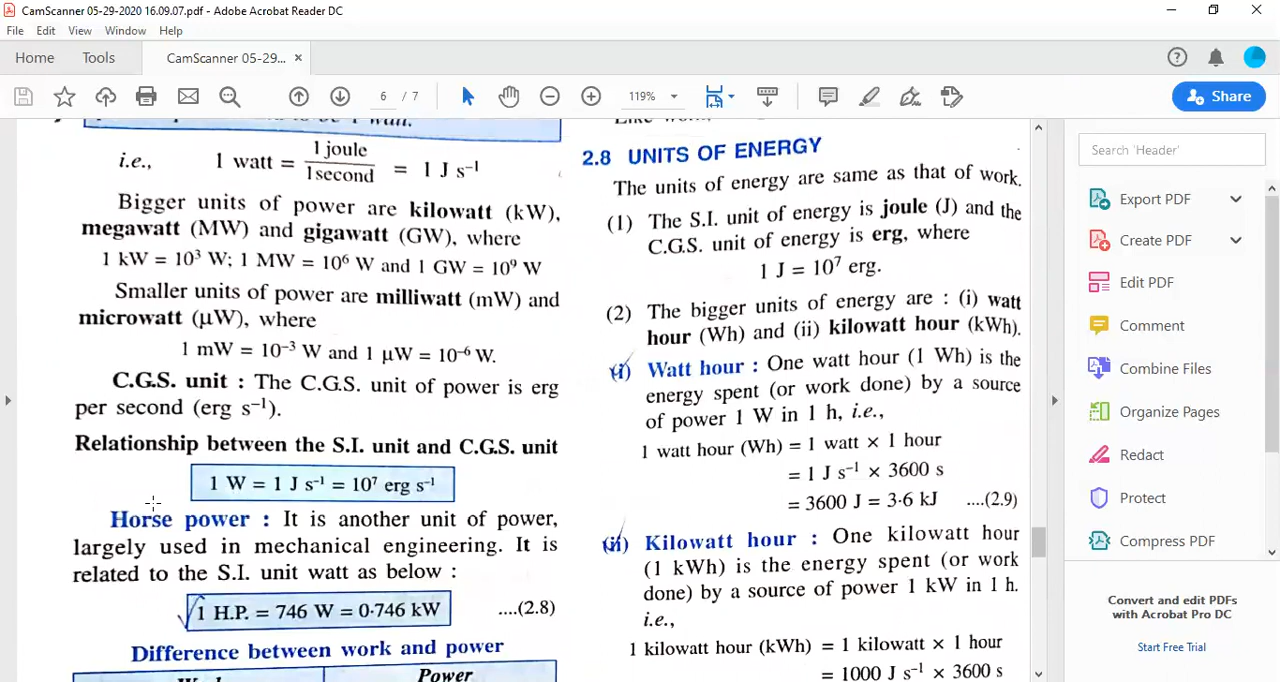 CamScanner 05-29-2020 16.09.07.pdf - Adobe Acrobat Reader DC
File Edit View Window Help
Home Tools CamScanner 05-29... ×
6 / 7 119%
Share
1 watt.
i.e., 1 watt = 1 joule / 1 second = 1 J s⁻¹
Bigger units of power are kilowatt (kW),
megawatt (MW) and gigawatt (GW), where
1 kW = 10³ W; 1 MW = 10⁶ W and 1 GW = 10⁹ W
Smaller units of power are milliwatt (mW) and
microwatt (μW), where
1 mW = 10⁻³ W and 1 μW = 10⁻⁶ W.
C.G.S. unit : The C.G.S. unit of power is erg
per second (erg s⁻¹).
Relationship between the S.I. unit and C.G.S. unit
1 W = 1 J s⁻¹ = 10⁷ erg s⁻¹
Horse power : It is another unit of power,
largely used in mechanical engineering. It is
related to the S.I. unit watt as below :
1 H.P. = 746 W = 0·746 kW ....(2.8)
Difference between work and power
Work Power
Like work,
2.8 UNITS OF ENERGY
The units of energy are same as that of work.
(1) The S.I. unit of energy is joule (J) and the
C.G.S. unit of energy is erg, where
1 J = 10⁷ erg.
(2) The bigger units of energy are : (i) watt
hour (Wh) and (ii) kilowatt hour (kWh).
(i) Watt hour : One watt hour (1 Wh) is the
energy spent (or work done) by a source
of power 1 W in 1 h, i.e.,
1 watt hour (Wh) = 1 watt × 1 hour
= 1 J s⁻¹ × 3600 s
= 3600 J = 3·6 kJ ....(2.9)
(ii) Kilowatt hour : One kilowatt hour
(1 kWh) is the energy spent (or work
done) by a source of power 1 kW in 1 h.
i.e.,
1 kilowatt hour (kWh) = 1 kilowatt × 1 hour
= 1000 J s⁻¹ × 3600 s
Search 'Header'
Export PDF
Create PDF
Edit PDF
Comment
Combine Files
Organize Pages
Redact
Protect
Compress PDF
Convert and edit PDFs
with Acrobat Pro DC
Start Free Trial